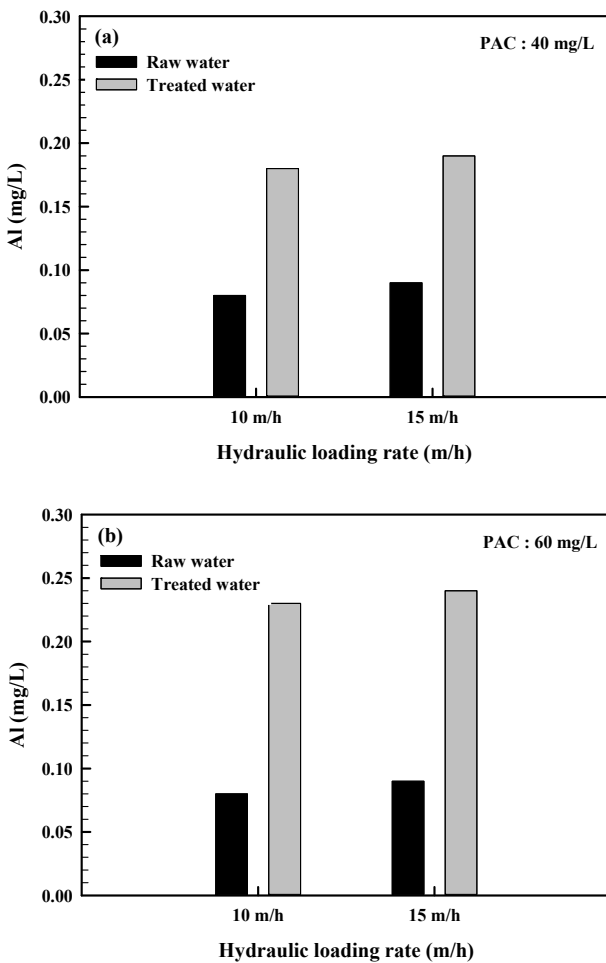 0.30
(a)
PAC : 40 mg/L
Raw water
Treated water
0.25
0.20
0.15
0.10
0.05
0.00
Al (mg/L)
10 m/h
15 m/h
Hydraulic loading rate (m/h)
0.30
(b)
PAC : 60 mg/L
Raw water
Treated water
0.25
0.20
0.15
0.10
0.05
0.00
Al (mg/L)
10 m/h
15 m/h
Hydraulic loading rate (m/h)